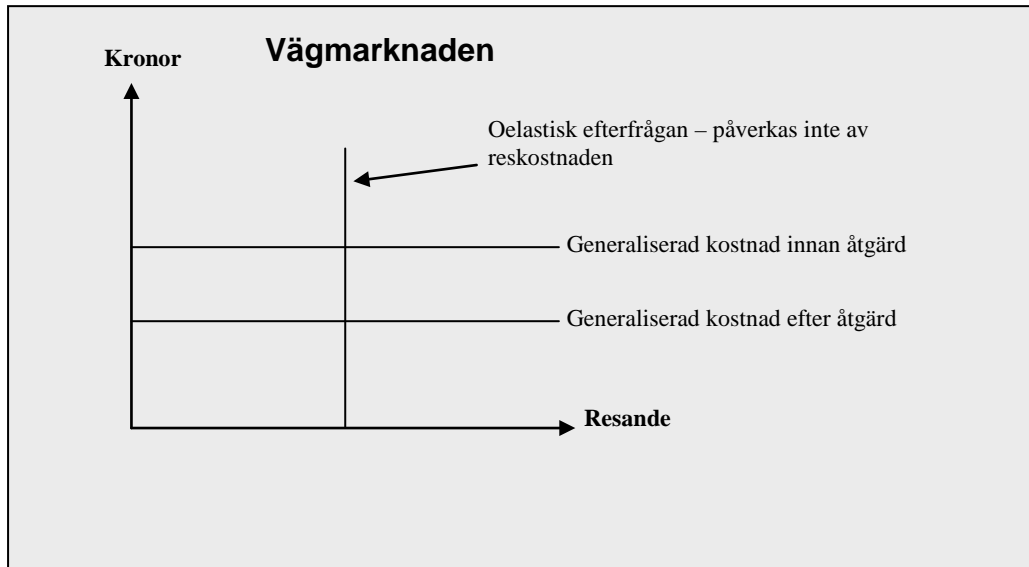 Vägmarknaden
Kronor
Oelastisk efterfrågan – påverkas inte av
reskostnaden
Generaliserad kostnad innan åtgärd
Generaliserad kostnad efter åtgärd
Resande